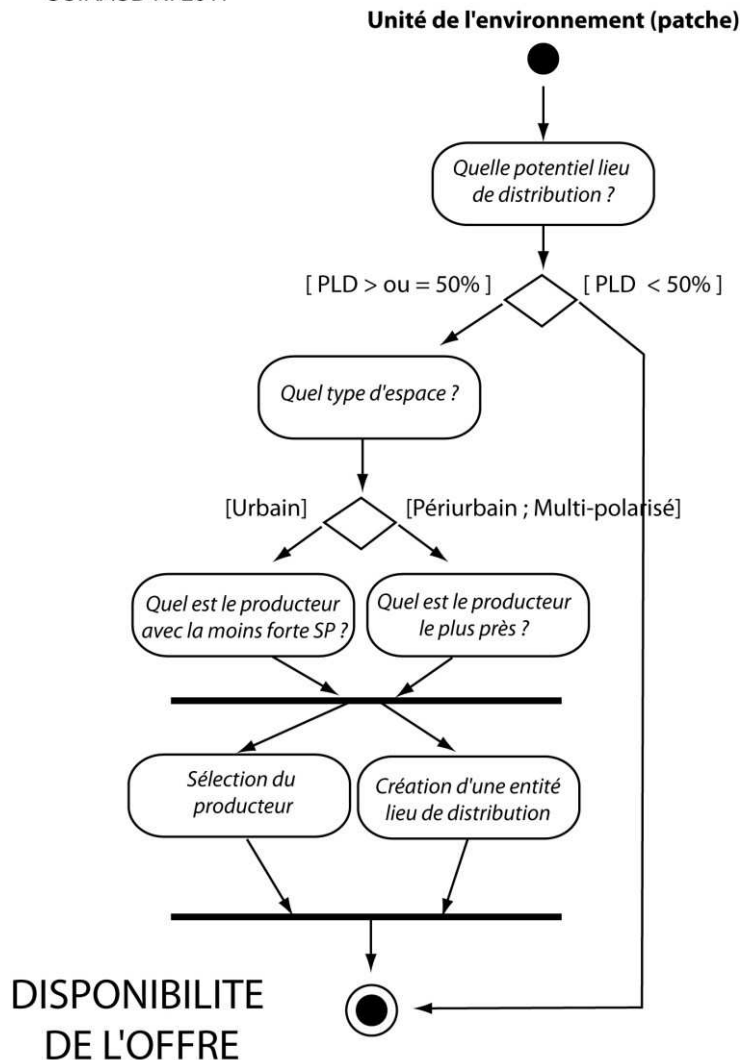 Unité de l'environnement (patche)
Quelle potentiel lieu
de distribution ?
[ PLD > ou = 50% ]
[ PLD < 50% ]
Quel type d'espace ?
[Urbain]
[Périurbain ; Multi-polarisé]
Quel est le producteur
avec la moins forte SP ?
Quel est le producteur
le plus près ?
Sélection du
producteur
Création d'une entité
lieu de distribution
DISPONIBILITE
DE L'OFFRE